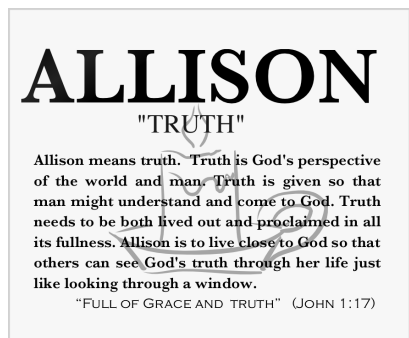 ALLISON
"TRUTH"
Allison means truth. Truth is God's perspective
of the world and man. Truth is given so that
man might understand and come to God. Truth
needs to be both lived out and proclaimed in all
its fullness. Allison is to live close to God so that
others can see God's truth through her life just
like looking through a window.
“Full of Grace and truth” (John 1:17)